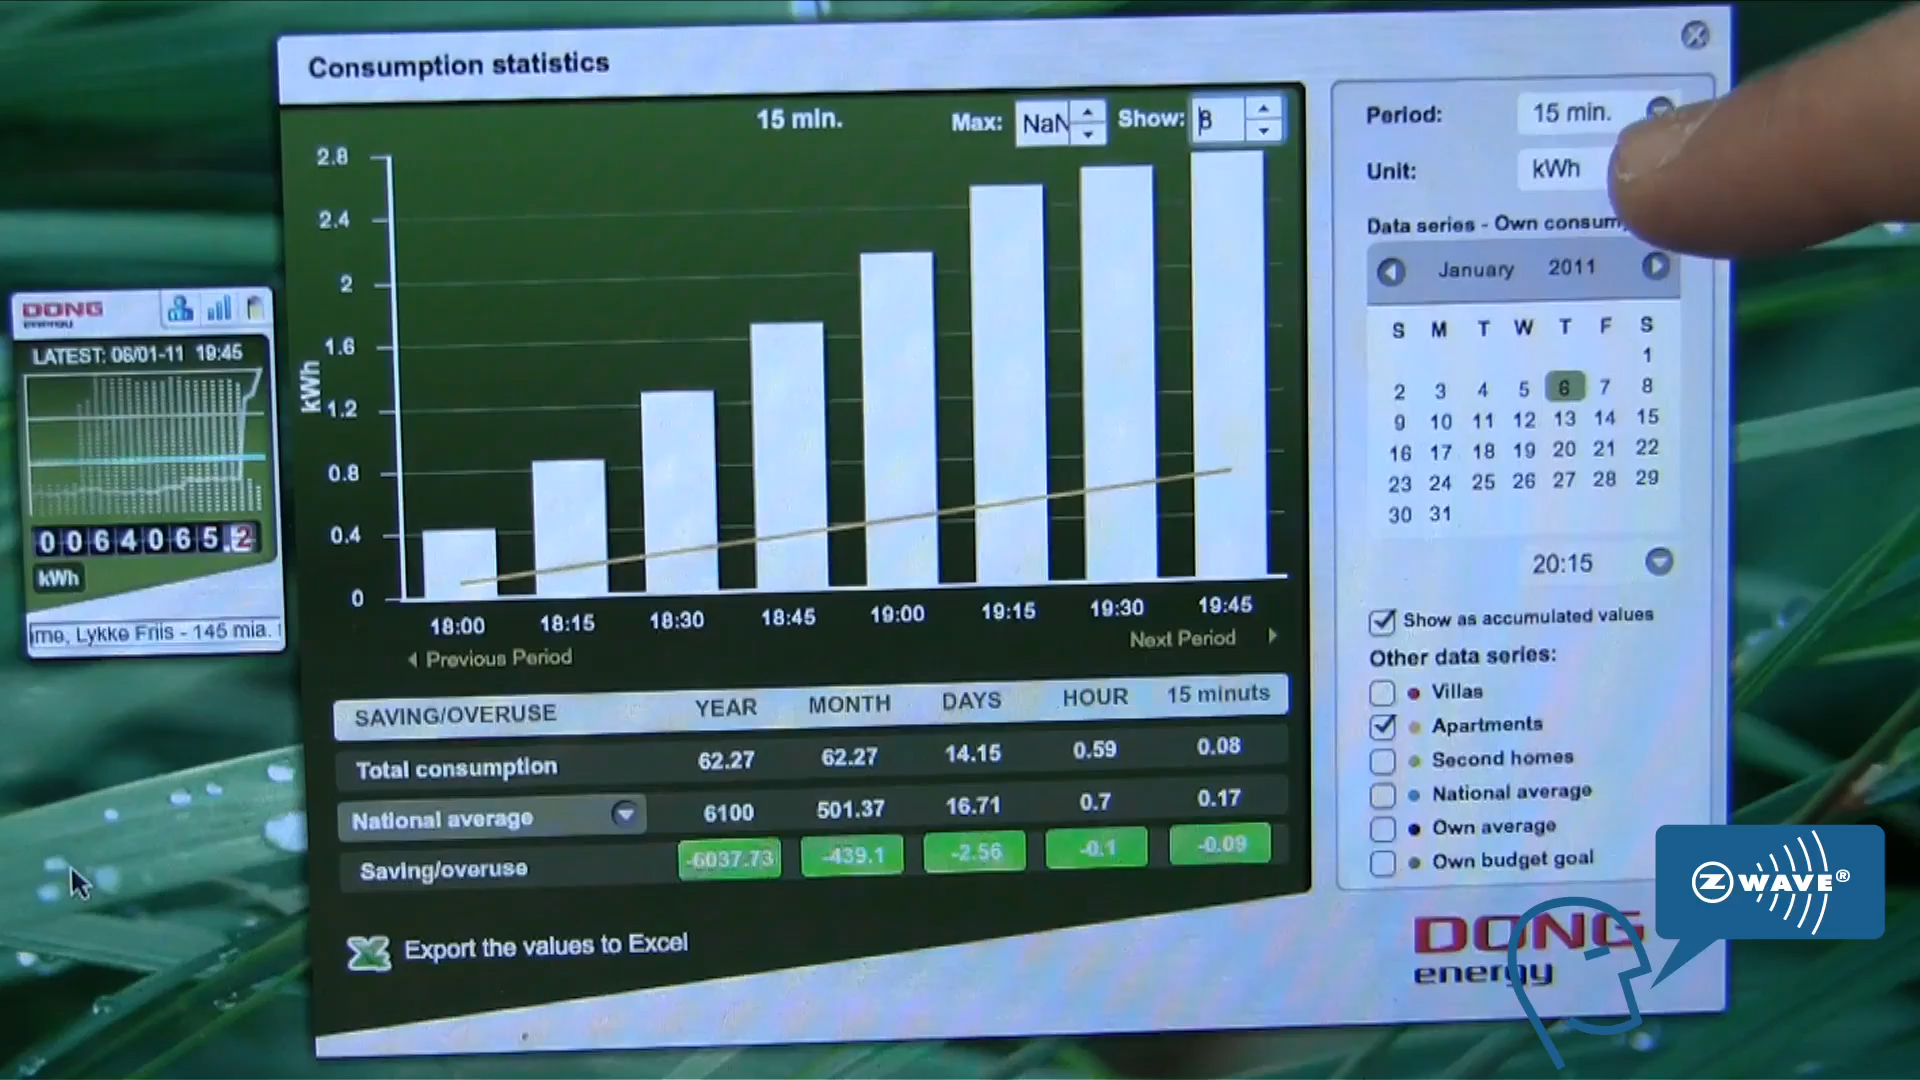 Consumption statistics
15 min.
Max: NaN
Show: 8
2.8
2.4
2
1.6
1.2
0.8
0.4
0
kWh
18:00 18:15 18:30 18:45 19:00 19:15 19:30 19:45
Previous Period
Next Period
SAVING/OVERUSE YEAR MONTH DAYS HOUR 15 minuts
Total consumption 62.27 62.27 14.15 0.59 0.08
National average 6100 501.37 16.71 0.7 0.17
Saving/overuse -6037.73 -439.1 -2.56 -0.1 -0.09
Export the values to Excel
Period: 15 min.
Unit: kWh
Data series - Own consum
January 2011
S M T W T F S
1
2 3 4 5 6 7 8
9 10 11 12 13 14 15
16 17 18 19 20 21 22
23 24 25 26 27 28 29
30 31
20:15
Show as accumulated values
Other data series:
Villas
Apartments
Second homes
National average
Own average
Own budget goal
DONG
energy
Z WAVE®
DONG
energy
LATEST: 06/01-11 19:45
0064065.2
kWh
me, Lykke Friis - 145 mia.